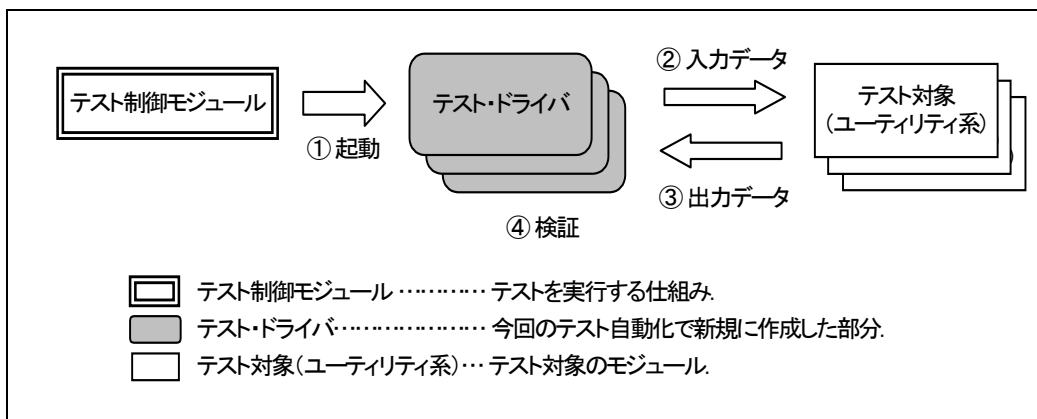 テスト制御モジュール
① 起動
テスト・ドライバ
② 入力データ
③ 出力データ
テスト対象
(ユーティリティ系)
④ 検証
テスト制御モジュール ………… テストを実行する仕組み.
テスト・ドライバ………………… 今回のテスト自動化で新規に作成した部分.
テスト対象(ユーティリティ系)… テスト対象のモジュール.